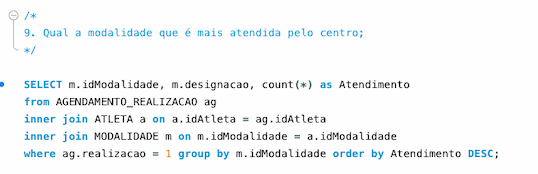 /*
9. Qual a modalidade que é mais atendida pelo centro;
*/
SELECT m.idModalidade, m.designacao, count(*) as Atendimento
from AGENDAMENTO_REALIZACAO ag
inner join ATLETA a on a.idAtleta = ag.idAtleta
inner join MODALIDADE m on m.idModalidade = a.idModalidade
where ag.realizacao = 1 group by m.idModalidade order by Atendimento DESC;